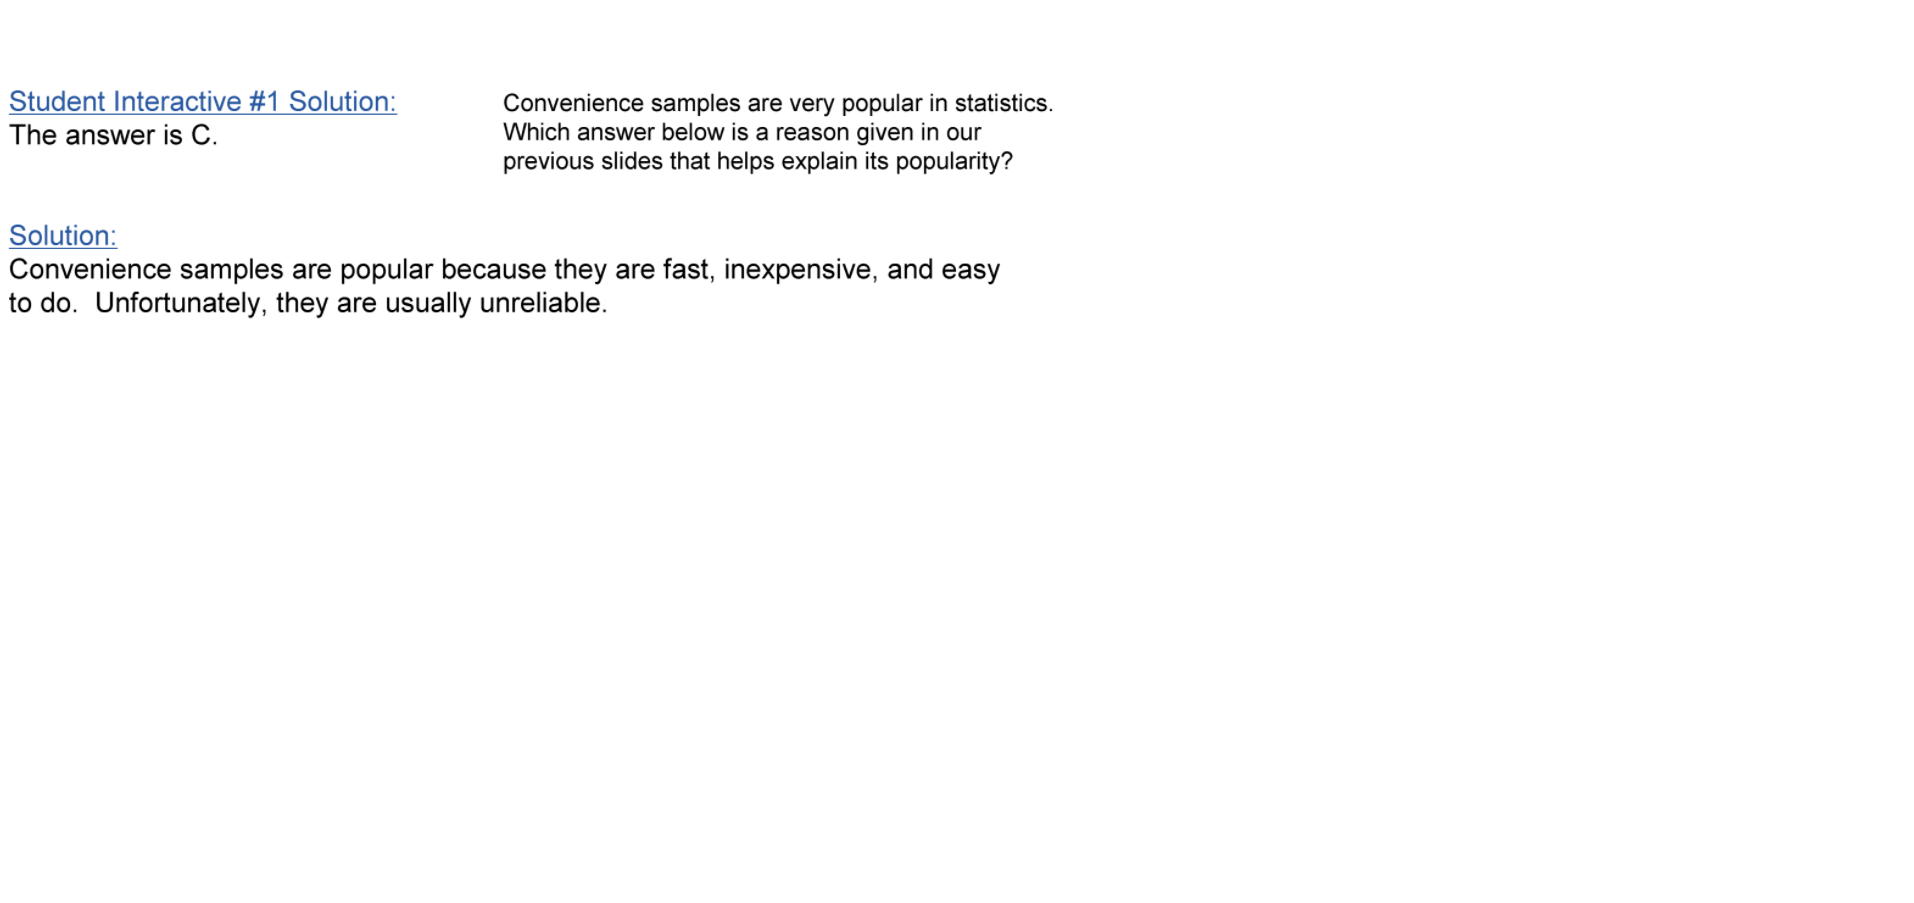 Student Interactive #1 Solution:
The answer is C.
Convenience samples are very popular in statistics.
Which answer below is a reason given in our
previous slides that helps explain its popularity?
Solution:
Convenience samples are popular because they are fast, inexpensive, and easy
to do.  Unfortunately, they are usually unreliable.